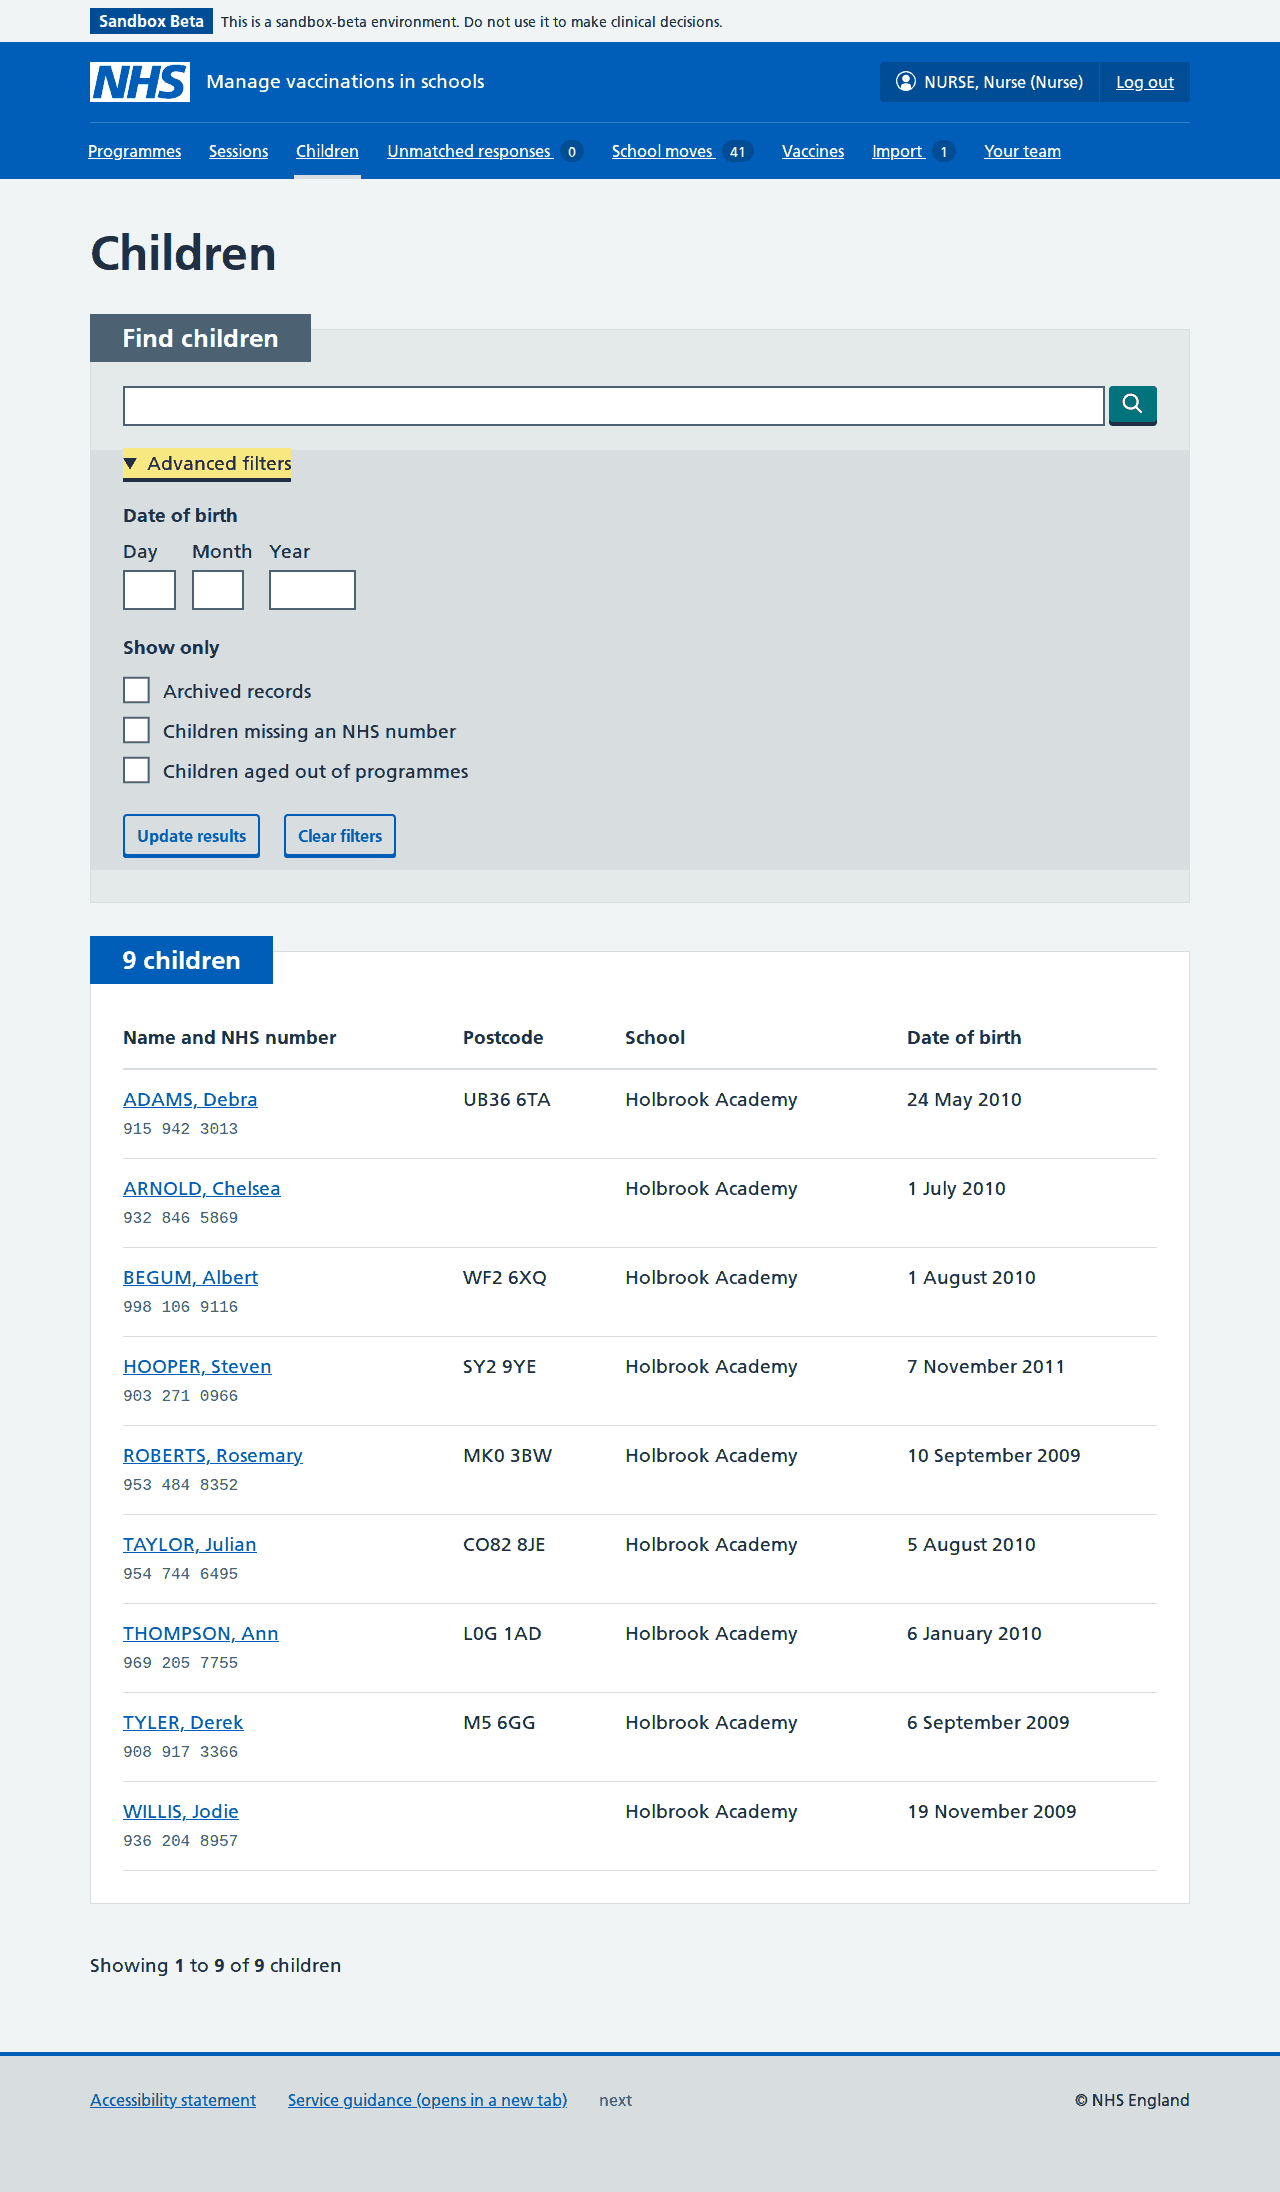 Sandbox Beta This is a sandbox-beta environment. Do not use it to make clinical decisions.
NHS Manage vaccinations in schools NURSE, Nurse (Nurse) Log out
Programmes Sessions Children Unmatched responses 0 School moves 41 Vaccines Import 1 Your team
Children
Find children
Advanced filters
Date of birth
Day Month Year
Show only
Archived records
Children missing an NHS number
Children aged out of programmes
Update results Clear filters
9 children
Name and NHS number Postcode School Date of birth
ADAMS, Debra UB36 6TA Holbrook Academy 24 May 2010
915 942 3013
ARNOLD, Chelsea Holbrook Academy 1 July 2010
932 846 5869
BEGUM, Albert WF2 6XQ Holbrook Academy 1 August 2010
998 106 9116
HOOPER, Steven SY2 9YE Holbrook Academy 7 November 2011
903 271 0966
ROBERTS, Rosemary MK0 3BW Holbrook Academy 10 September 2009
953 484 8352
TAYLOR, Julian CO82 8JE Holbrook Academy 5 August 2010
954 744 6495
THOMPSON, Ann L0G 1AD Holbrook Academy 6 January 2010
969 205 7755
TYLER, Derek M5 6GG Holbrook Academy 6 September 2009
908 917 3366
WILLIS, Jodie Holbrook Academy 19 November 2009
936 204 8957
Showing 1 to 9 of 9 children
Accessibility statement Service guidance (opens in a new tab) next © NHS England